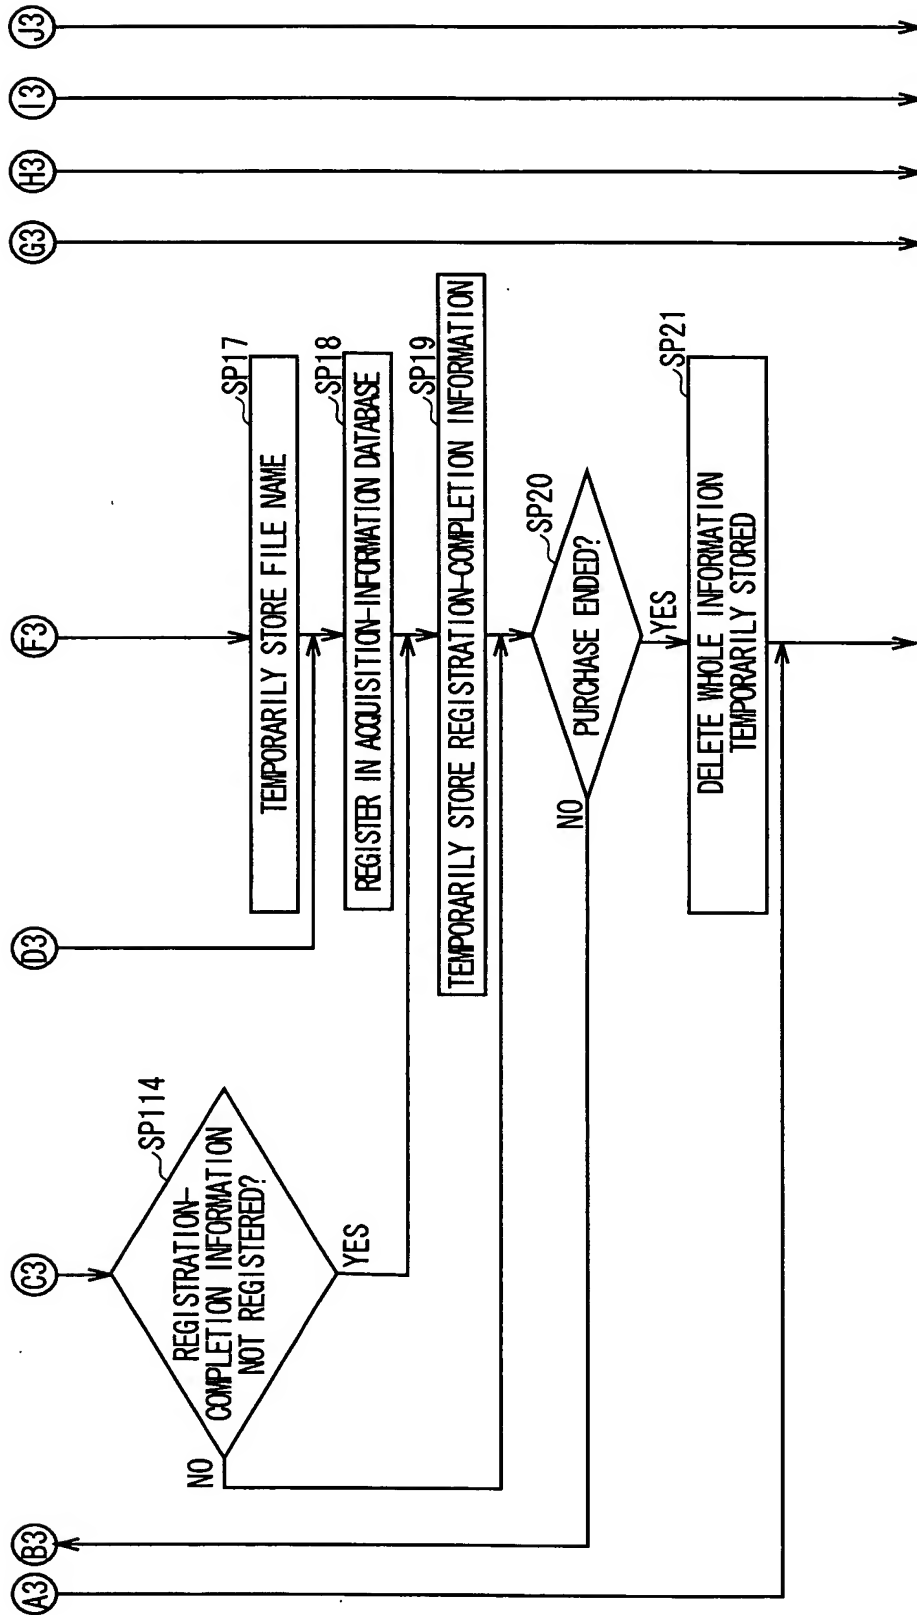 A3
B3
C3
D3
F3
G3
H3
I3
J3
REGISTRATION-
COMPLETION INFORMATION
NOT REGISTERED?
SP114
NO
YES
SP17
TEMPORARILY STORE FILE NAME
SP18
REGISTER IN ACQUISITION-INFORMATION DATABASE
SP19
TEMPORARILY STORE REGISTRATION-COMPLETION INFORMATION
SP20
PURCHASE ENDED?
NO
YES
SP21
DELETE WHOLE INFORMATION
TEMPORARILY STORED